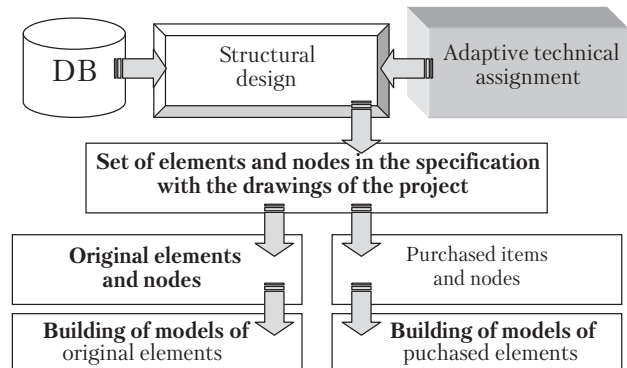 DB
Structural
design
Adaptive technical
assignment
Set of elements and nodes in the specification
with the drawings of the project
Original elements
and nodes
Purchased items
and nodes
Building of models of
original elements
Building of models of
puchased elements